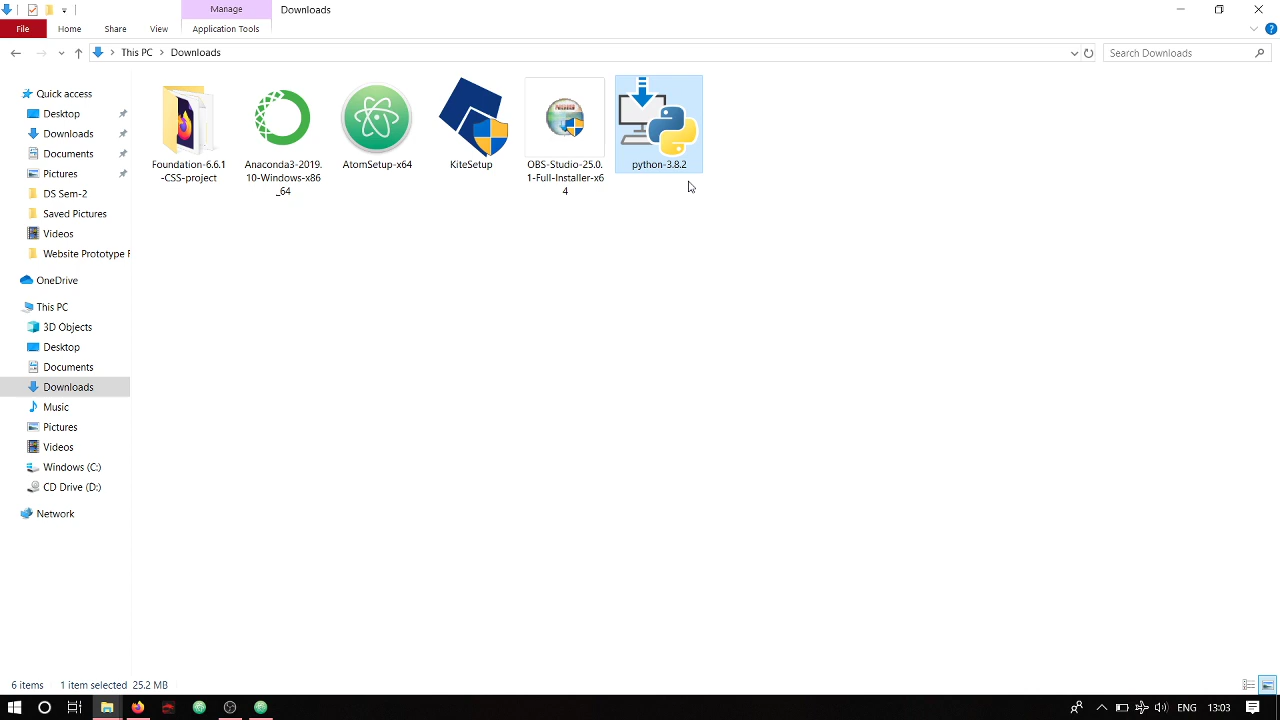 Manage
Downloads
File
Home
Share
View
Application Tools
This PC
Downloads
Search Downloads
Quick access
Desktop
Downloads
Documents
Pictures
DS Sem-2
Saved Pictures
Videos
Website Prototype F
OneDrive
This PC
3D Objects
Desktop
Documents
Downloads
Music
Pictures
Videos
Windows (C:)
CD Drive (D:)
Network
Foundation-6.6.1
-CSS-project
Anaconda3-2019.
10-Windows-x86
_64
AtomSetup-x64
KiteSetup
OBS-Studio-25.0.
1-Full-Installer-x6
4
python-3.8.2
6 items
1 item selected 25.2 MB
ENG
13:03